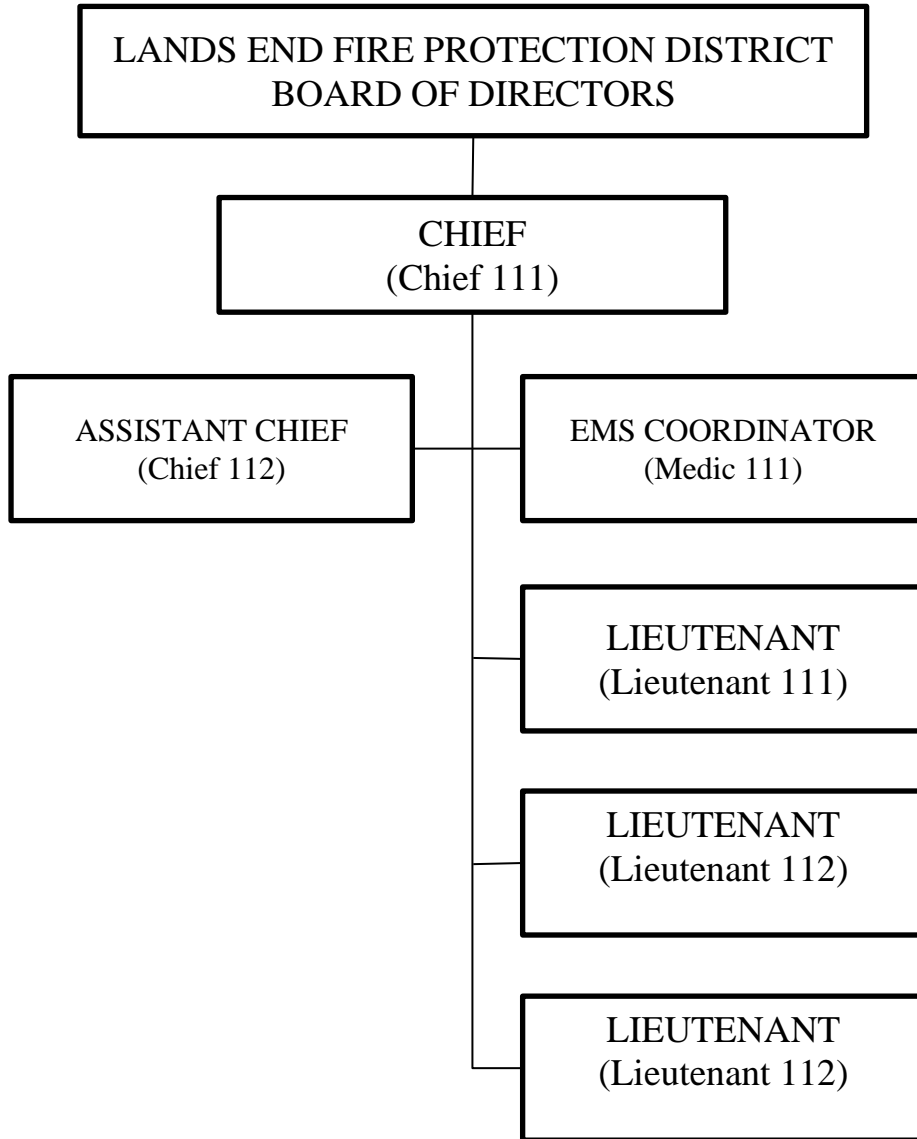 LANDS END FIRE PROTECTION DISTRICT
BOARD OF DIRECTORS
CHIEF
(Chief 111)
ASSISTANT CHIEF
(Chief 112)
EMS COORDINATOR
(Medic 111)
LIEUTENANT
(Lieutenant 111)
LIEUTENANT
(Lieutenant 112)
LIEUTENANT
(Lieutenant 112)